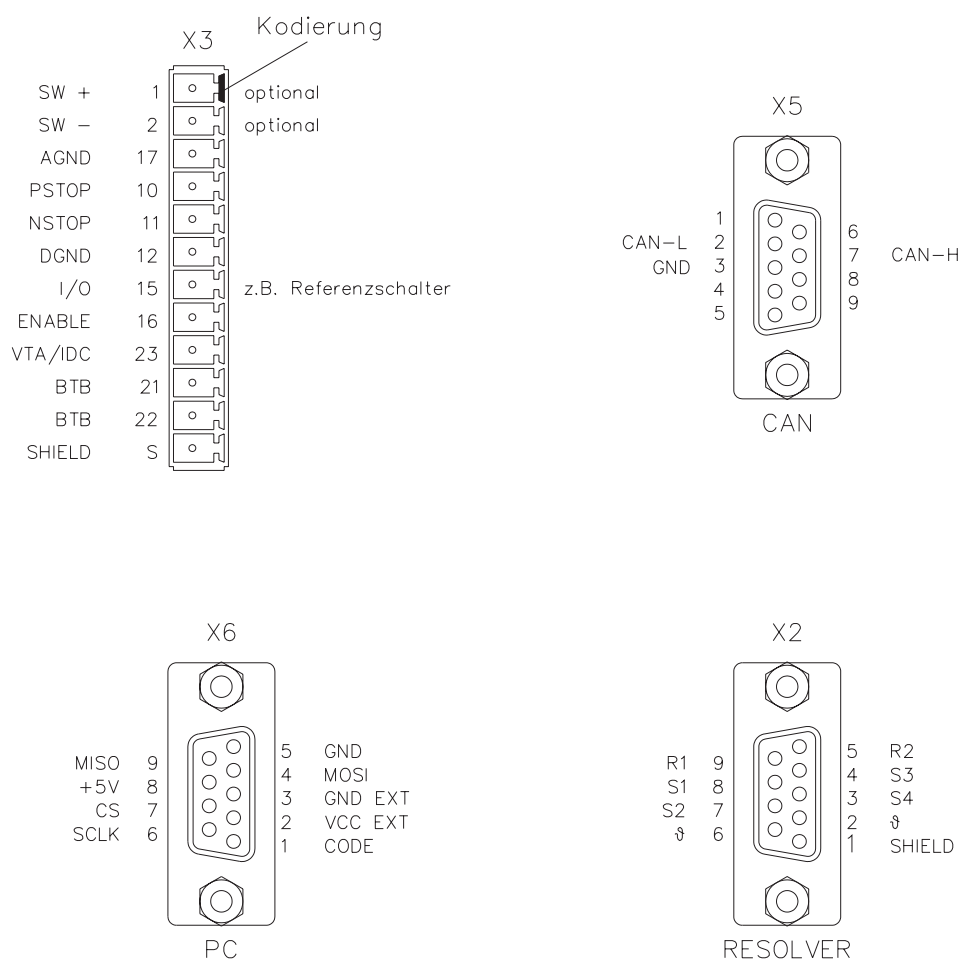 Kodierung
X3
SW + 1 optional
SW - 2 optional
AGND 17
PSTOP 10
NSTOP 11
DGND 12
I/O 15 z.B. Referenzschalter
ENABLE 16
VTA/IDC 23
BTB 21
BTB 22
SHIELD S
X5
1
6
CAN-L 2
7 CAN-H
GND 3
8
4
9
5
CAN
X6
5 GND
MISO 9
4 MOSI
+5V 8
3 GND EXT
CS 7
2 VCC EXT
SCLK 6
1 CODE
PC
X2
5 R2
R1 9
4 S3
S1 8
3 S4
S2 7
2 ϑ
ϑ 6
1 SHIELD
RESOLVER